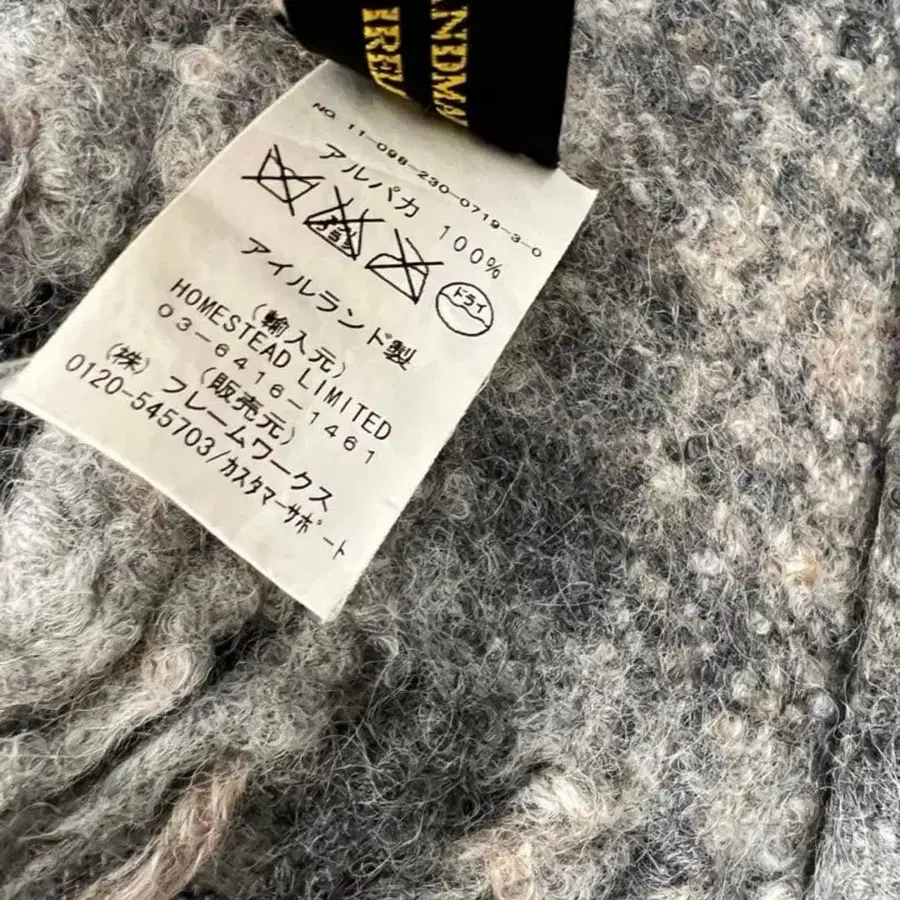 ANDMA
IRE
NO 11-098-230-0719-3-0
アルパカ 100%
ドライ
アイルランド製
(輸入元)
HOMESTEAD LIMITED
03-6416-1461
(販売元)
(株) フレームワークス
0120-545703/カスタマーサポート